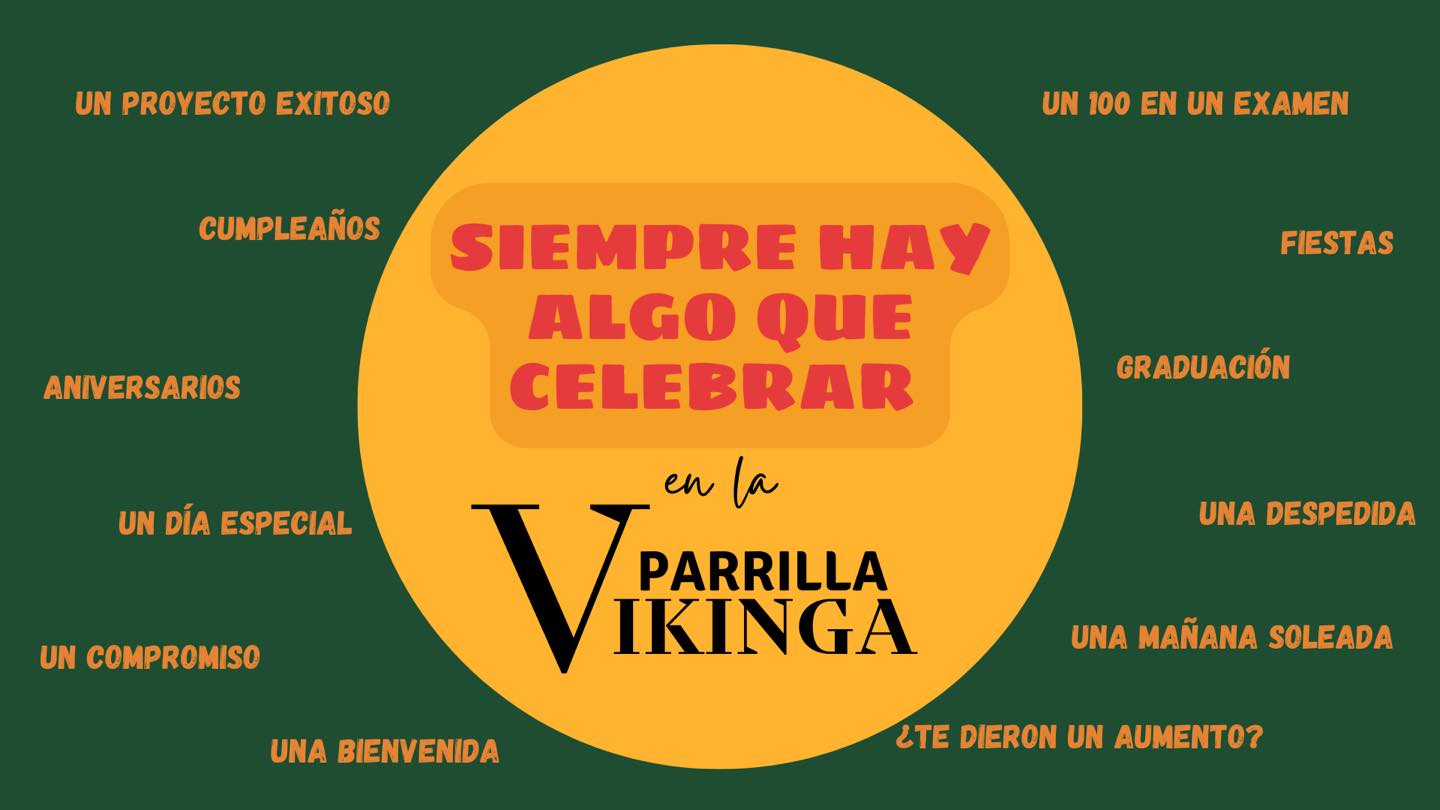 UN PROYECTO EXITOSO
UN 100 EN UN EXAMEN
CUMPLEAÑOS
FIESTAS
SIEMPRE HAY
ALGO QUE
CELEBRAR
ANIVERSARIOS
GRADUACIÓN
en la
PARRILLA
VIKINGA
UN DÍA ESPECIAL
UNA DESPEDIDA
UN COMPROMISO
UNA MAÑANA SOLEADA
UNA BIENVENIDA
¿TE DIERON UN AUMENTO?